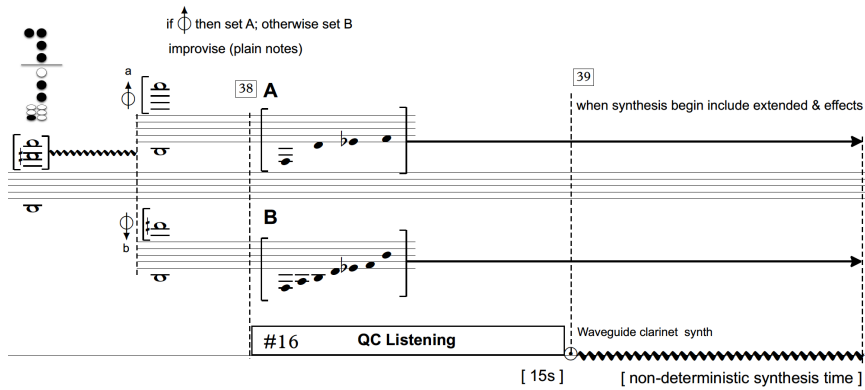 if then set A; otherwise set B
improvise (plain notes)
a
38
A
39
when synthesis begin include extended & effects
b
B
#16 QC Listening
Waveguide clarinet synth
[ 15s ]
[ non-deterministic synthesis time ]